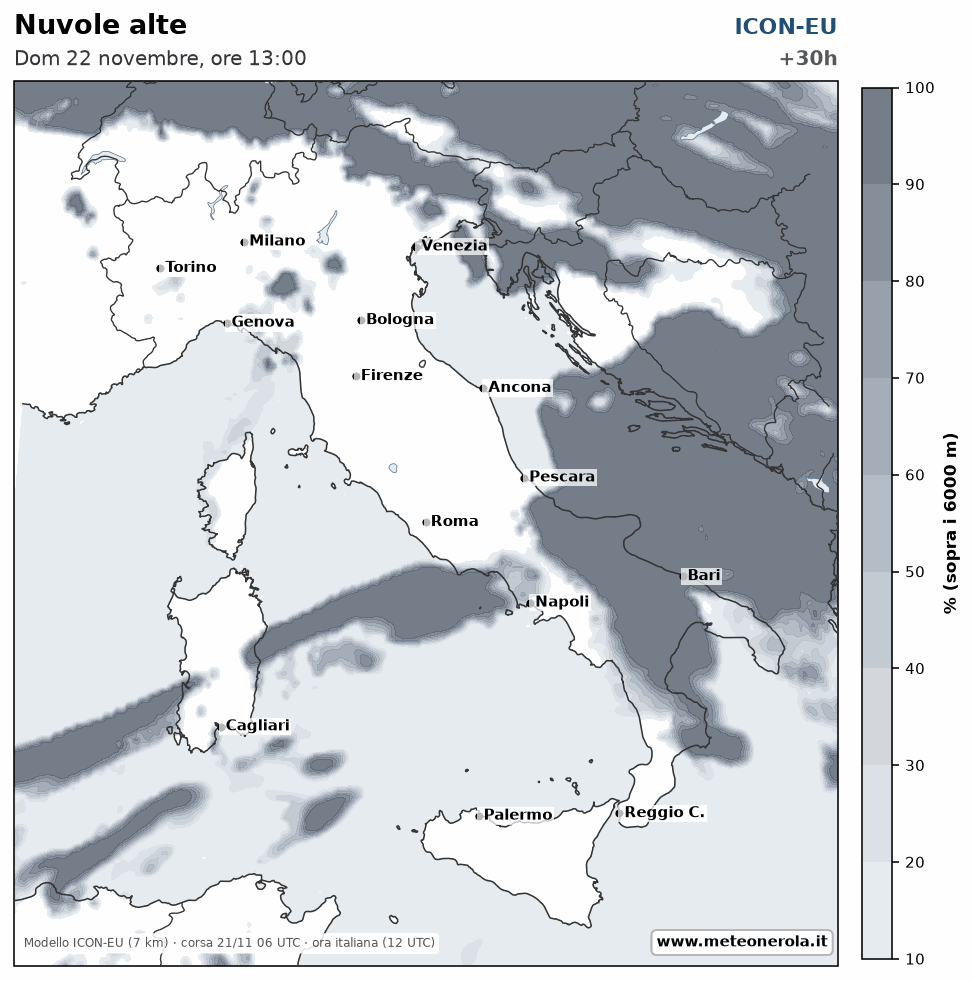 Nuvole alte
ICON-EU
Dom 22 novembre, ore 13:00
+30h
100
90
80
70
60
50
40
30
20
10
% (sopra i 6000 m)
Milano
Venezia
Torino
Genova
Bologna
Firenze
Ancona
Pescara
Roma
Bari
Napoli
Cagliari
Palermo
Reggio C.
Modello ICON-EU (7 km) · corsa 21/11 06 UTC · ora italiana (12 UTC)
www.meteonerola.it